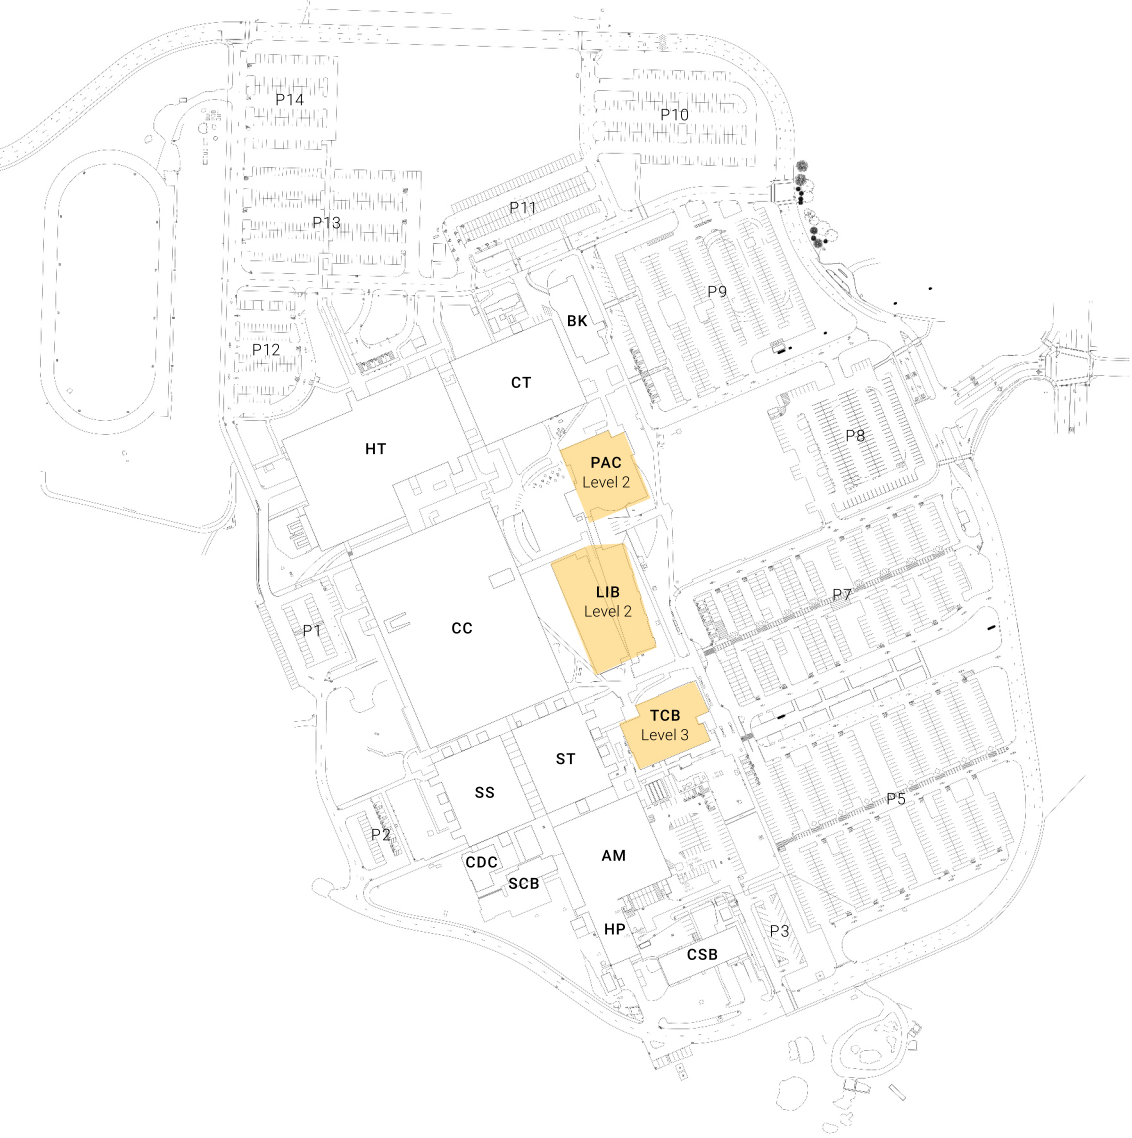 P14
P10
P11
P13
P9
BK
P12
CT
P8
HT
PAC
Level 2
LIB
Level 2
P7
CC
P1
TCB
Level 3
ST
SS
P5
P2
AM
CDC
SCB
HP
P3
CSB